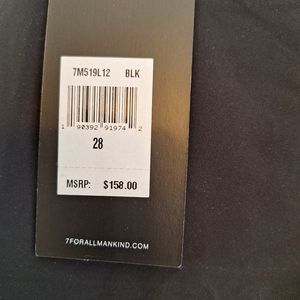 7M519L12 BLK
1 90392 91974 2
28
MSRP: $158.00
7FORALLMANKIND.COM